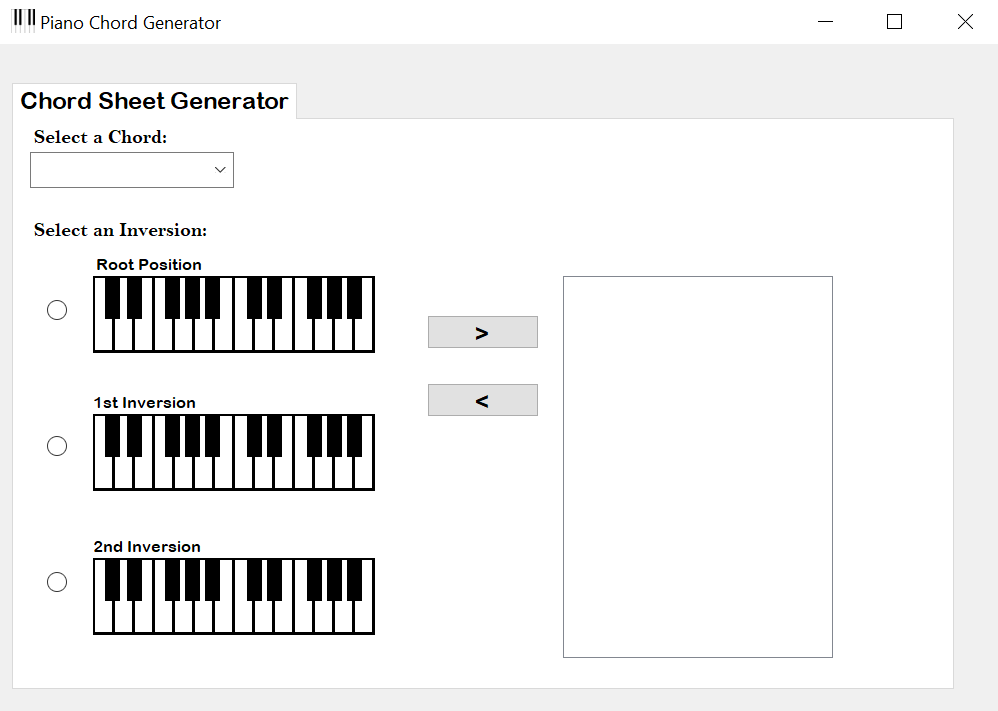 Piano Chord Generator
Chord Sheet Generator
Select a Chord:
Select an Inversion:
Root Position
1st Inversion
2nd Inversion
>
<